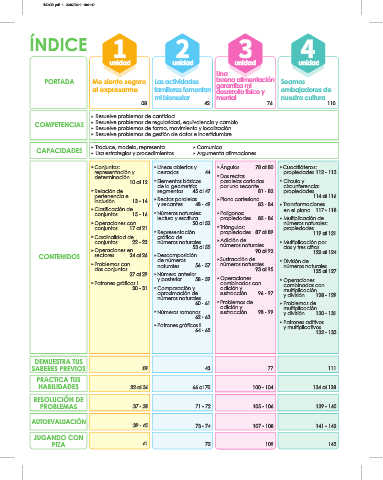 ÍNDICE
1
unidad
2
unidad
3
unidad
4
unidad
PORTADA
Me siento seguro
al expresarme
08
Las actividades
familiares fomentan
mi bienestar
42
Una
buena alimentación
garantiza mi
desarrollo físico y
mental
76
Seamos
embajadores de
nuestra cultura
110
COMPETENCIAS
• Resuelve problemas de cantidad
• Resuelve problemas de regularidad, equivalencia y cambio
• Resuelve problemas de forma, movimiento y localización
• Resuelve problemas de gestión de datos e incertidumbre
CAPACIDADES
• Traduce, modela, representa
• Usa estrategias y procedimientos
• Comunica
• Argumenta afirmaciones
CONTENIDOS
• Conjuntos:
representación y
determinación
10 al 12
• Relación de
pertenencia e
inclusión 13 - 14
• Clasificación de
conjuntos 15 - 16
• Operaciones con
conjuntos 17 al 21
• Cardinalidad de
conjuntos 22 - 23
• Operaciones en
sectores 24 al 26
• Problemas con
dos conjuntos
27 al 29
• Patrones gráficos I
30 - 31
• Líneas abiertas y
cerradas 44
• Elementos básicos
de la geometría:
segmentos 45 al 47
• Rectas paralelas
y secantes 48 - 49
• Números naturales:
lectura y escritura
50 al 52
• Representación
gráfica de
números naturales
53 al 55
• Descomposición
de números
naturales 56 - 57
• Número anterior
y posterior 58 - 59
• Comparación y
aproximación de
números naturales
60 - 61
• Números romanos
62 - 63
• Patrones gráficos II
64 - 65
• Ángulos 78 al 80
• Dos rectas
paralelas cortadas
por una secante
81 - 82
• Plano cartesiano
83 - 84
• Polígonos:
propiedades 85 - 86
• Triángulos:
propiedades 87 al 89
• Adición de
números naturales
90 al 92
• Sustracción de
números naturales
93 al 95
• Operaciones
combinadas con
adición y
sustracción 96 - 97
• Problemas de
adición y
sustracción 98 - 99
• Cuadriláteros:
propiedades 112 - 113
• Círculo y
circunferencia:
propiedades
114 al 116
• Transformaciones
en el plano 117 - 118
• Multiplicación de
números naturales:
propiedades
119 al 121
• Multiplicación por
dos y tres cifras
122 al 124
• División de
números naturales
125 al 127
• Operaciones
combinadas con
multiplicación
y división 128 - 129
• Problemas de
multiplicación
y división 130 - 131
• Patrones aditivos
y multiplicativos
132 - 133
DEMUESTRA TUS
SABERES PREVIOS
09
43
77
111
PRACTICA TUS
HABILIDADES
32 al 36
66 al 70
100 - 104
134 al 138
RESOLUCIÓN DE
PROBLEMAS
37 - 38
71 - 72
105 - 106
139 - 140
AUTOEVALUACIÓN
39 - 40
73 - 74
107 - 108
141 - 142
JUGANDO CON
PIZA
41
75
109
143